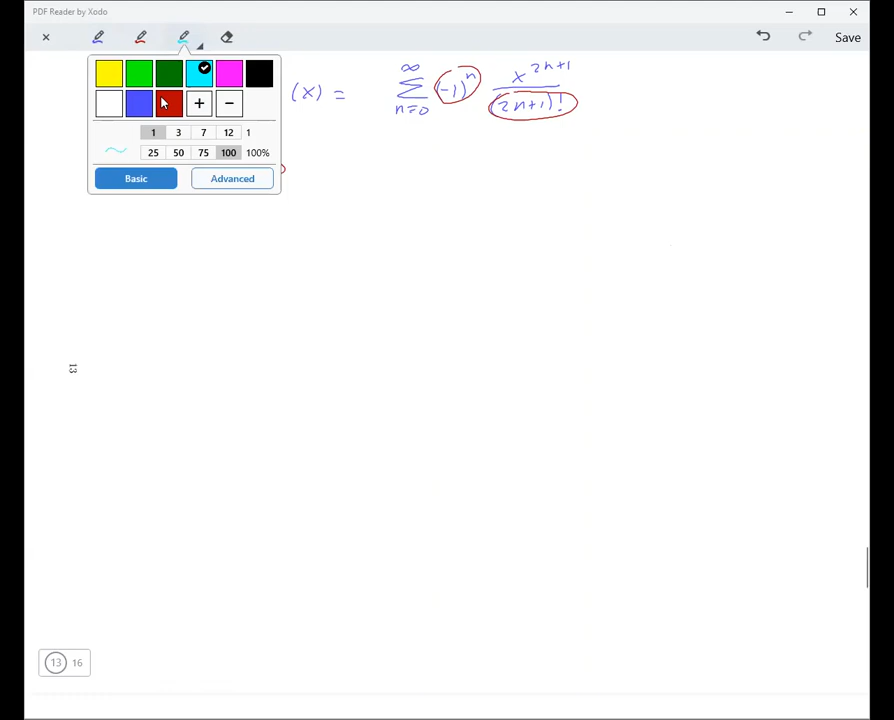 PDF Reader by Xodo
Save
(x) = ∞ Σ n=0 (-1)^n x^{2n+1} / (2n+1)!
+ −
1 3 7 12 1
25 50 75 100 100%
Basic Advanced
13
13 16